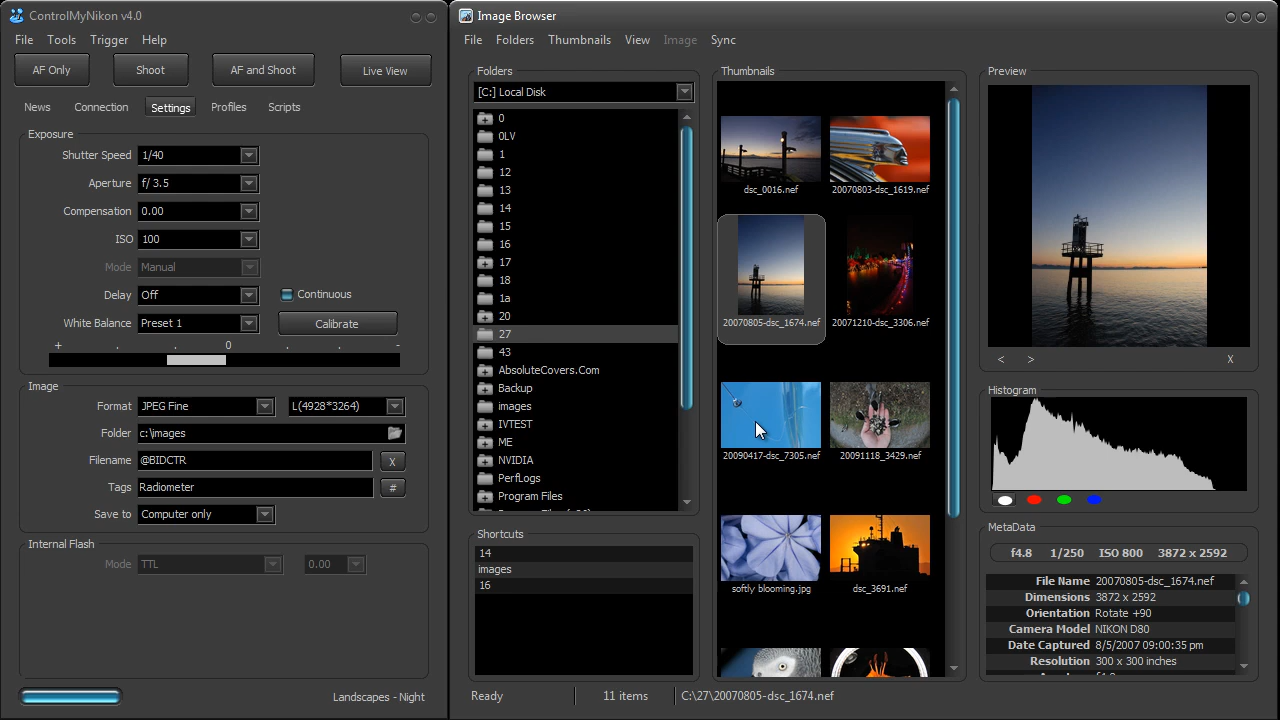 ControlMyNikon v4.0
File Tools Trigger Help
AF Only Shoot AF and Shoot Live View
News Connection Settings Profiles Scripts
Exposure
Shutter Speed 1/40
Aperture f/ 3.5
Compensation 0.00
ISO 100
Mode Manual
Delay Off Continuous
White Balance Preset 1 Calibrate
+ . . 0 . . -
Image
Format JPEG Fine L(4928*3264)
Folder c:\images
Filename @BIDCTR X
Tags Radiometer #
Save to Computer only
Internal Flash
Mode TTL 0.00
Landscapes - Night
Image Browser
File Folders Thumbnails View Image Sync
Folders
[C:] Local Disk
0
0LV
1
12
13
14
15
16
17
18
1a
20
27
43
AbsoluteCovers.Com
Backup
images
IVTEST
ME
NVIDIA
PerfLogs
Program Files
Shortcuts
14
images
16
Thumbnails
dsc_0016.nef 20070803-dsc_1619.nef
20070805-dsc_1674.nef 20071210-dsc_3306.nef
20090417-dsc_7305.nef 20091118_3429.nef
softly blooming.jpg dsc_3691.nef
Preview
< > X
Histogram
MetaData
f4.8 1/250 ISO 800 3872 x 2592
File Name 20070805-dsc_1674.nef
Dimensions 3872 x 2592
Orientation Rotate +90
Camera Model NIKON D80
Date Captured 8/5/2007 09:00:35 pm
Resolution 300 x 300 inches
Ready 11 items C:\27\20070805-dsc_1674.nef